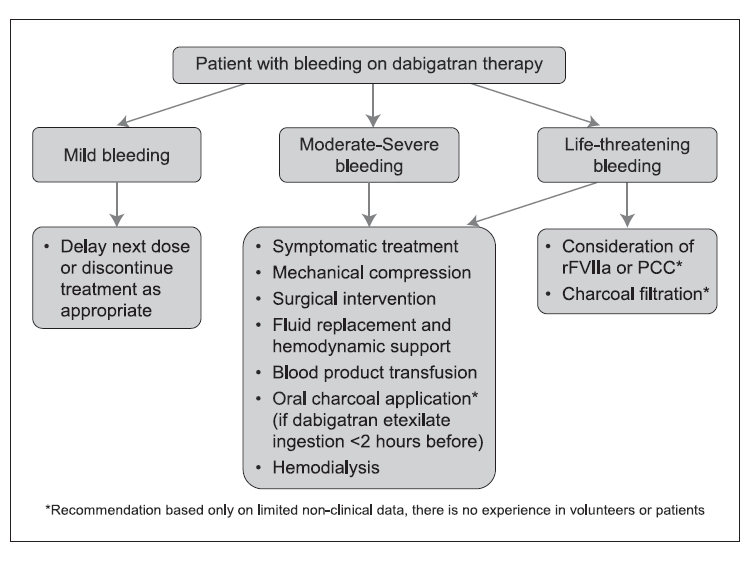 Patient with bleeding on dabigatran therapy
Mild bleeding
Moderate-Severe
bleeding
Life-threatening
bleeding
• Delay next dose
or discontinue
treatment as
appropriate
• Symptomatic treatment
• Mechanical compression
• Surgical intervention
• Fluid replacement and
hemodynamic support
• Blood product transfusion
• Oral charcoal application*
(if dabigatran etexilate
ingestion <2 hours before)
• Hemodialysis
• Consideration of
rFVIIa or PCC*
• Charcoal filtration*
*Recommendation based only on limited non-clinical data, there is no experience in volunteers or patients